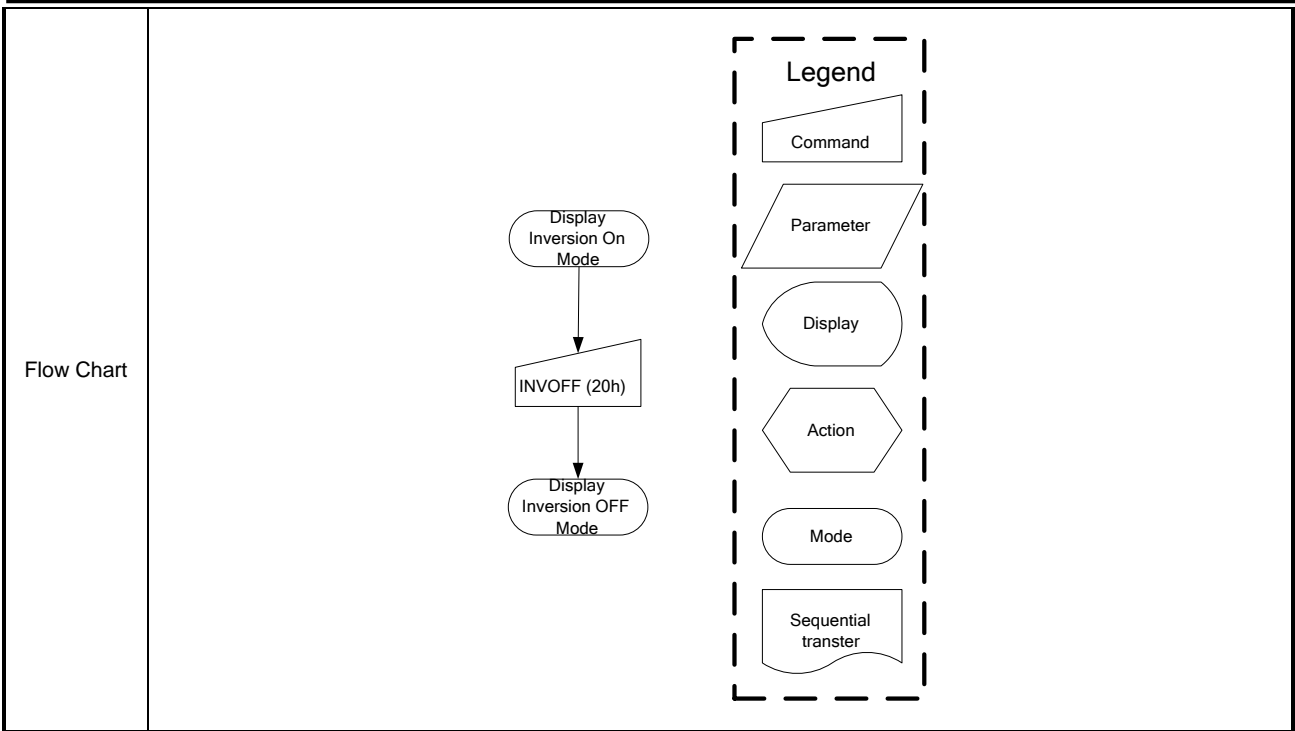 Flow Chart
Display
Inversion On
Mode
INVOFF (20h)
Display
Inversion OFF
Mode
Legend
Command
Parameter
Display
Action
Mode
Sequential
transter